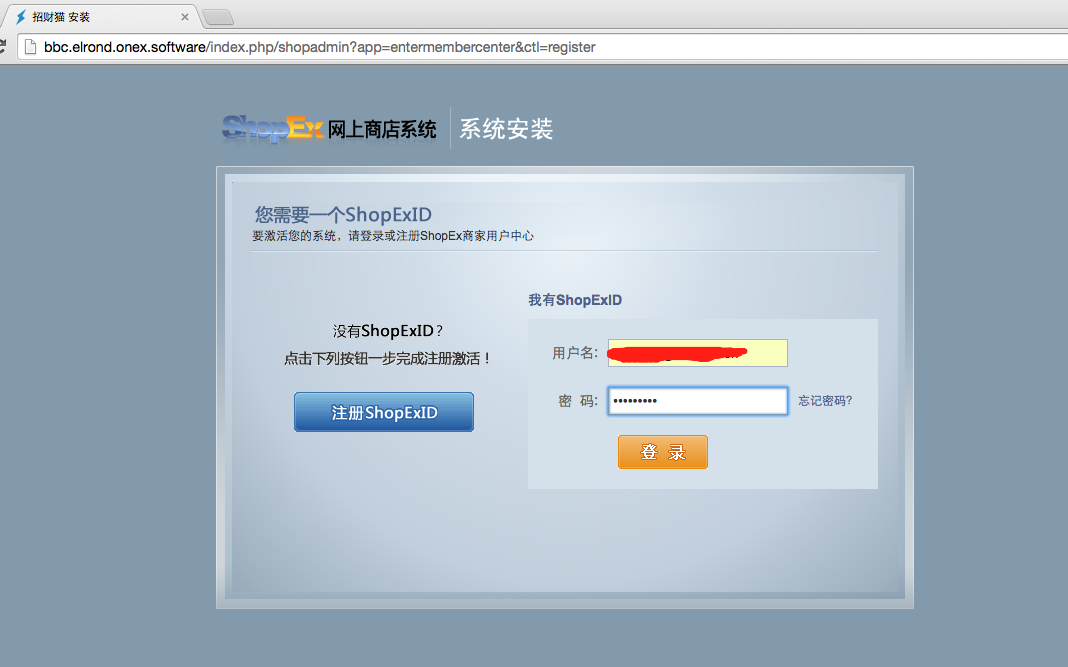 招财猫 安装
bbc.elrond.onex.software/index.php/shopadmin?app=entermembercenter&ctl=register
ShopEx 网上商店系统 系统安装
您需要一个ShopExID
要激活您的系统，请登录或注册ShopEx商家用户中心
我有ShopExID
没有ShopExID？
点击下列按钮一步完成注册激活！
注册ShopExID
用户名：
密 码： ••••••••• 忘记密码?
登 录